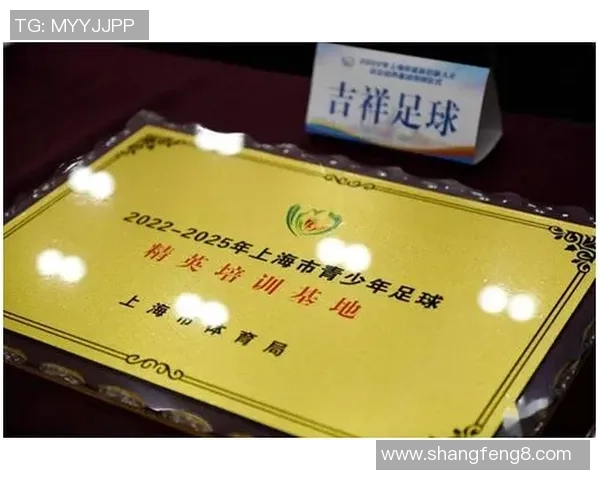 TG: MYYJJPP
吉祥足球
2022-2025年上海市青少年足球
精英培训基地
上海市体育局
www.shangfeng8.com